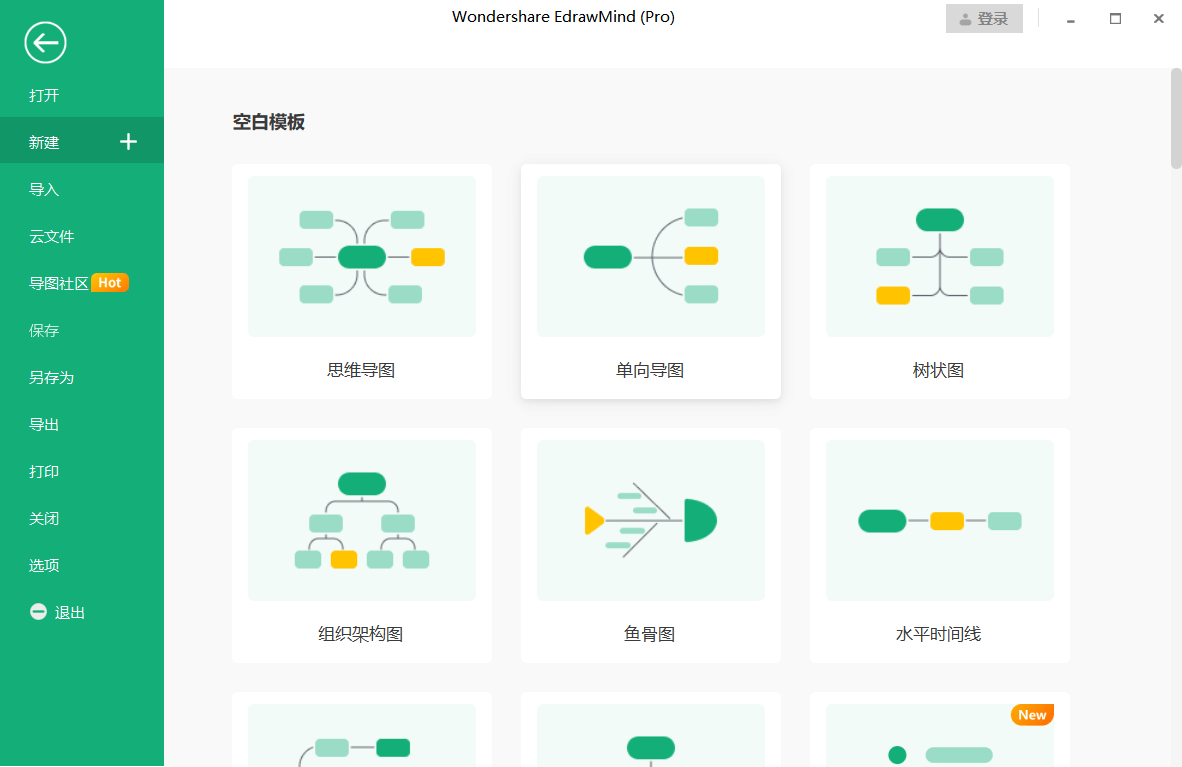 Wondershare EdrawMind (Pro)
登录
打开
新建
导入
云文件
导图社区 Hot
保存
另存为
导出
打印
关闭
选项
退出
空白模板
思维导图
单向导图
树状图
组织架构图
鱼骨图
水平时间线
New